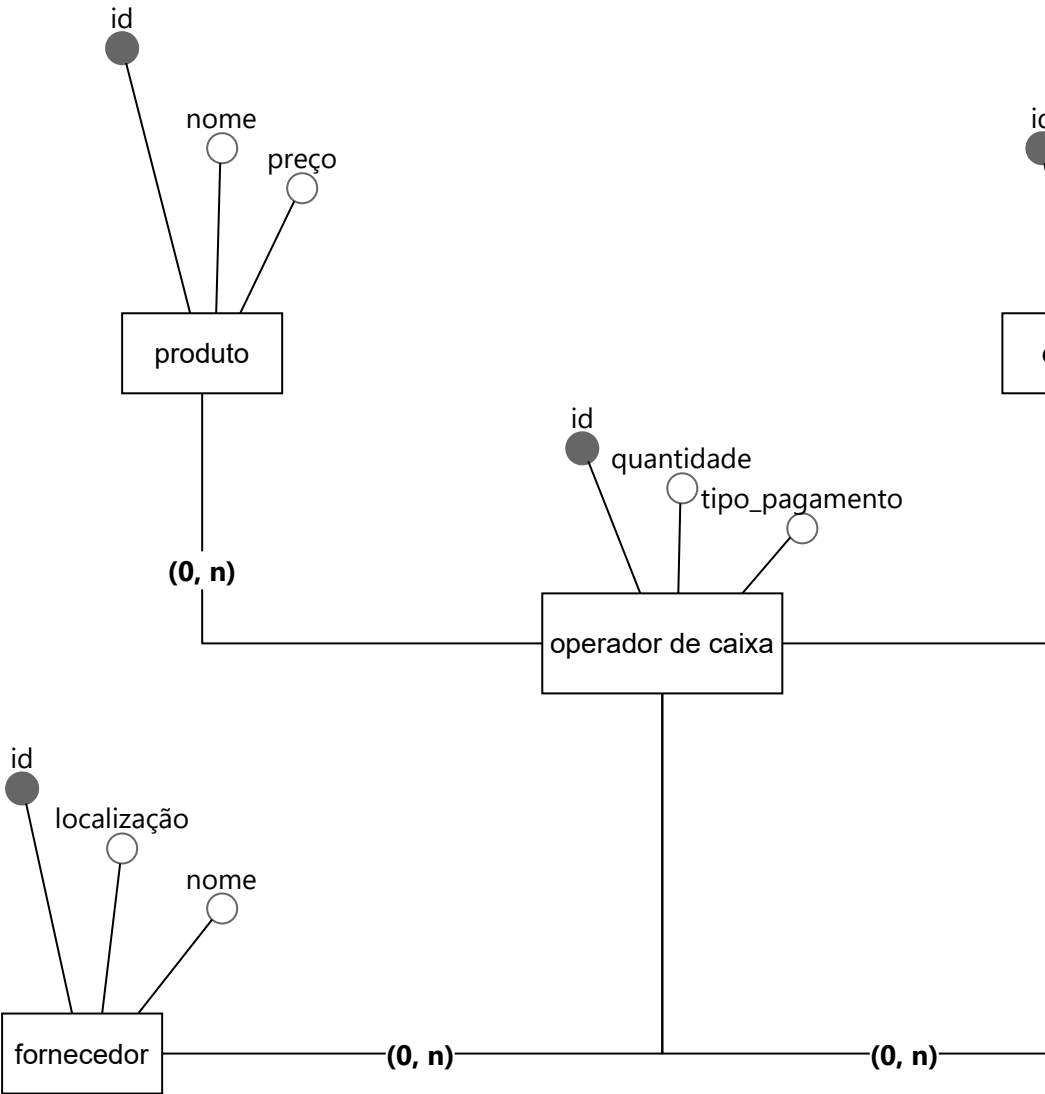 id
nome
preço
produto
id
quantidade
tipo_pagamento
(0, n)
operador de caixa
id
localização
nome
fornecedor
(0, n)
(0, n)